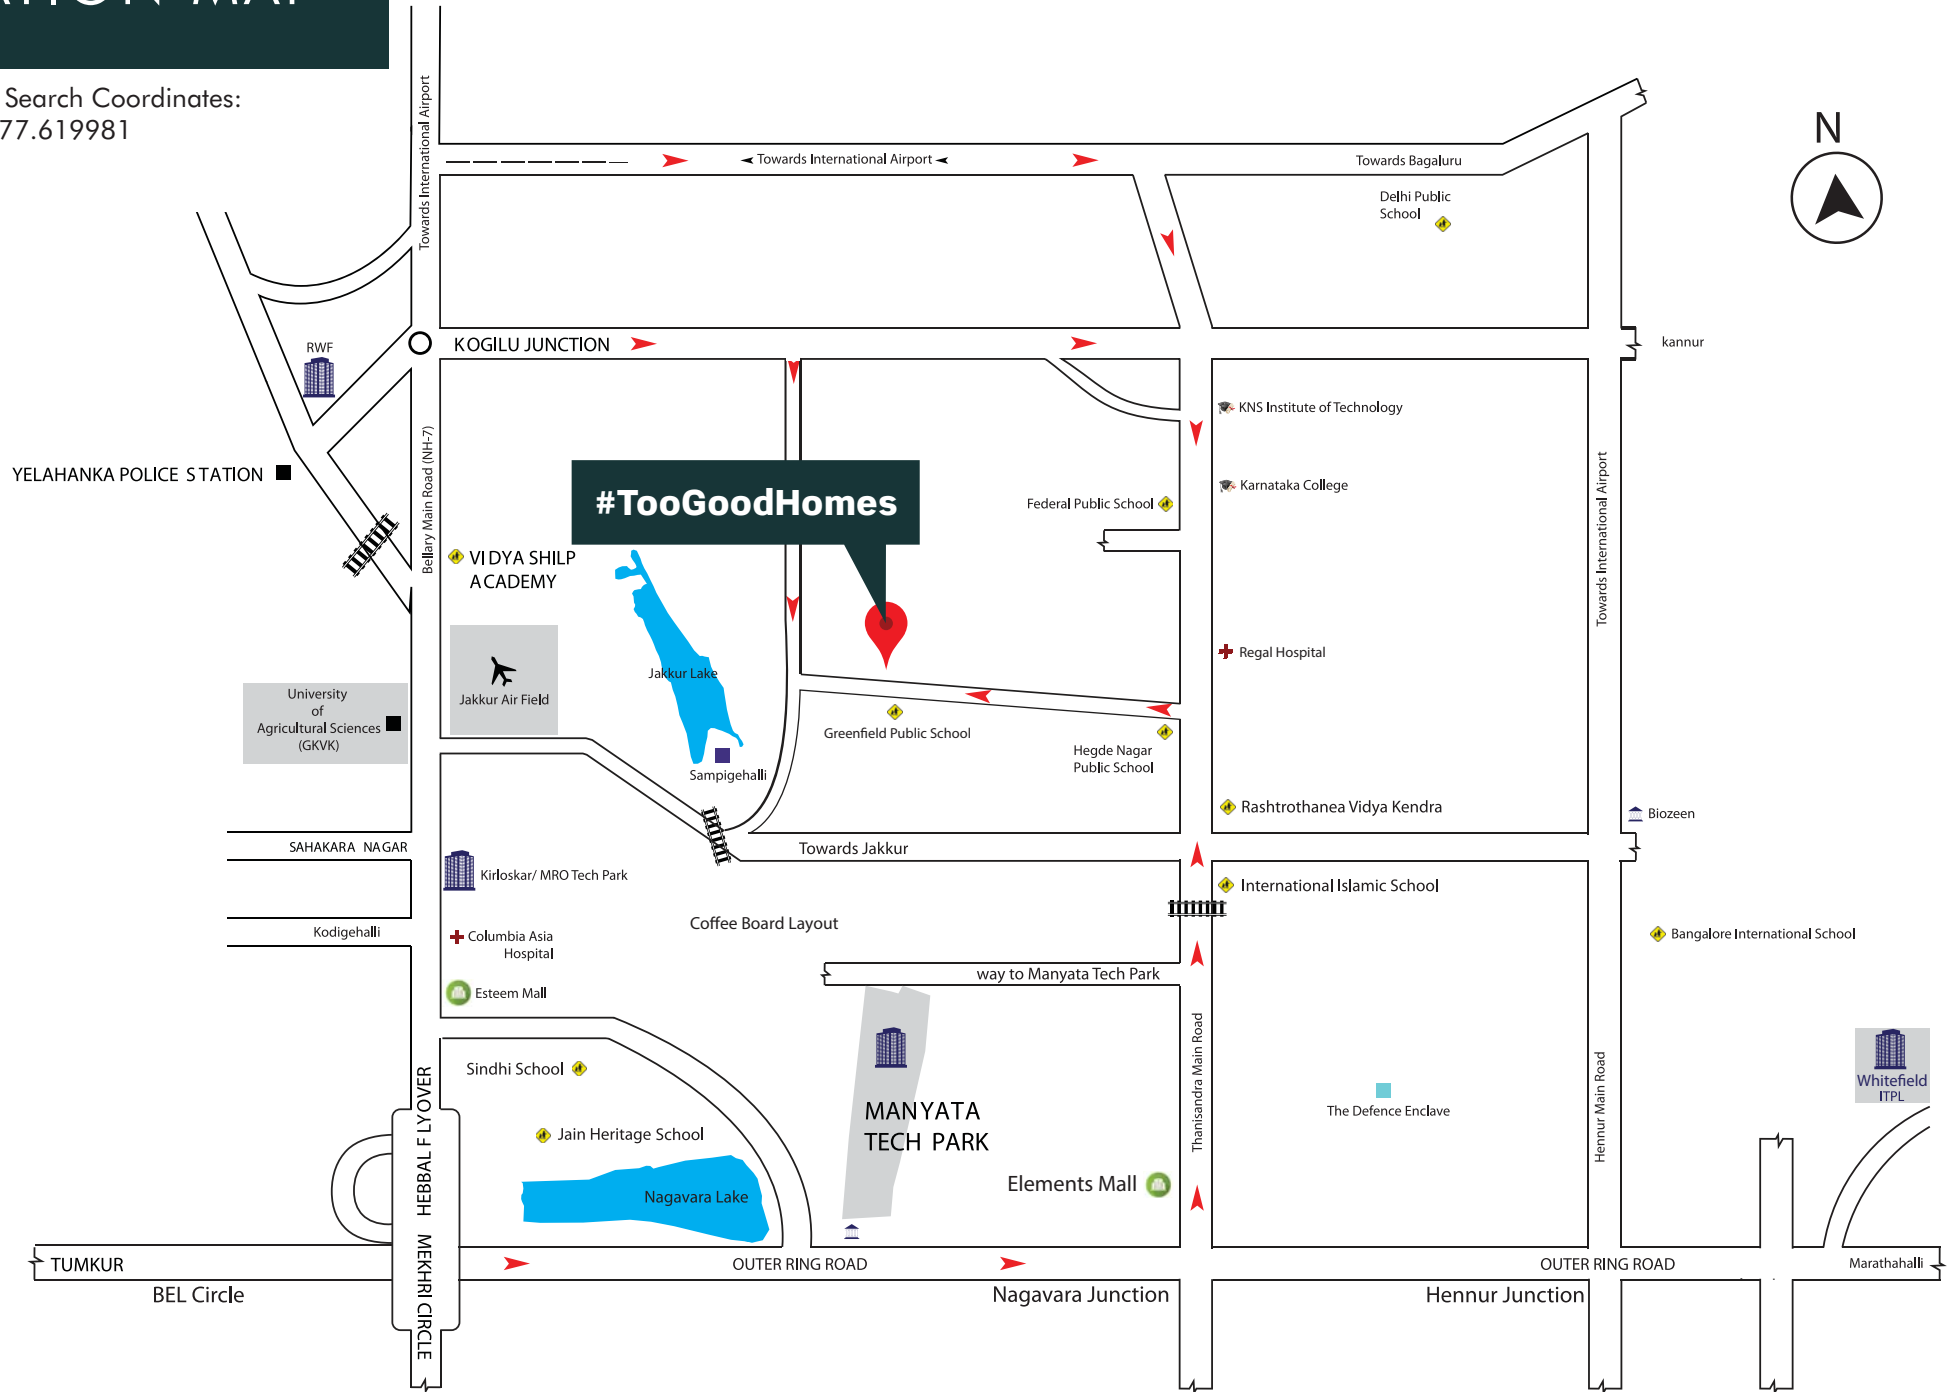 Search Coordinates:
77.619981
N
Towards International Airport
Towards International Airport
Towards Bagaluru
Delhi Public
School
RWF
KOGILU JUNCTION
kannur
KNS Institute of Technology
YELAHANKA POLICE STATION
Bellary Main Road (NH-7)
#TooGoodHomes
Federal Public School
Karnataka College
Towards International Airport
VIDYA SHILP
ACADEMY
Regal Hospital
Jakkur Lake
Jakkur Air Field
University
of
Agricultural Sciences
(GKVK)
Greenfield Public School
Hegde Nagar
Public School
Sampigehalli
Rashtrothanea Vidya Kendra
Biozeen
SAHAKARA NAGAR
Towards Jakkur
Kirloskar/ MRO Tech Park
International Islamic School
Coffee Board Layout
Kodigehalli
Columbia Asia
Hospital
Bangalore International School
way to Manyata Tech Park
Esteem Mall
Thanisandra Main Road
Hennur Main Road
Sindhi School
Whitefield
ITPL
MANYATA
TECH PARK
The Defence Enclave
Jain Heritage School
HEBBAL FLYOVER
Elements Mall
Nagavara Lake
MEKHRI CIRCLE
TUMKUR
OUTER RING ROAD
OUTER RING ROAD
Marathahalli
BEL Circle
Nagavara Junction
Hennur Junction